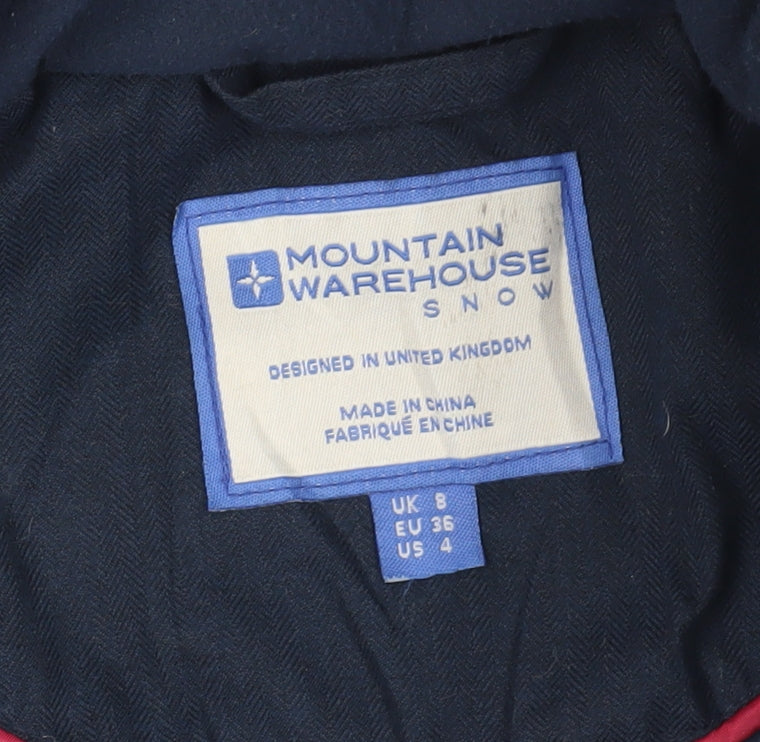 MOUNTAIN
WAREHOUSE
SNOW
DESIGNED IN UNITED KINGDOM
MADE IN CHINA
FABRIQUÉ EN CHINE
UK 8
EU 36
US 4